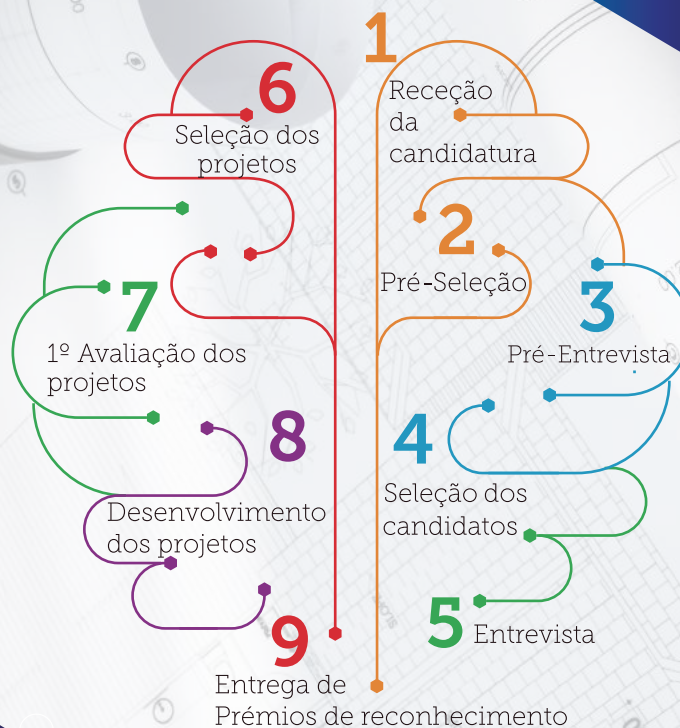 1
Receção
da
candidatura
2
Pré-Seleção
3
Pré-Entrevista
4
Seleção dos
candidatos
5
Entrevista
6
Seleção dos
projetos
7
1º Avaliação dos
projetos
8
Desenvolvimento
dos projetos
9
Entrega de
Prémios de reconhecimento